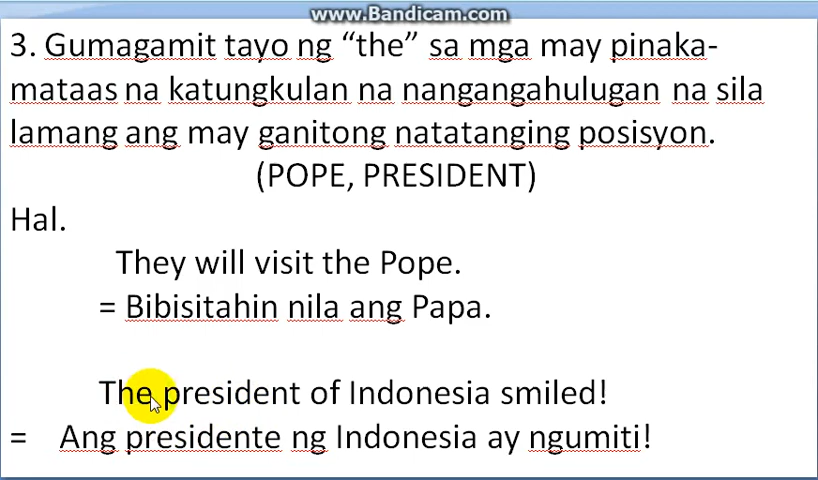 www.Bandicam.com
3. Gumagamit tayo ng “the” sa mga may pinaka-
mataas na katungkulan na nangangahulugan na sila
lamang ang may ganitong natatanging posisyon.
(POPE, PRESIDENT)
Hal.
They will visit the Pope.
= Bibisitahin nila ang Papa.
The president of Indonesia smiled!
= Ang presidente ng Indonesia ay ngumiti!